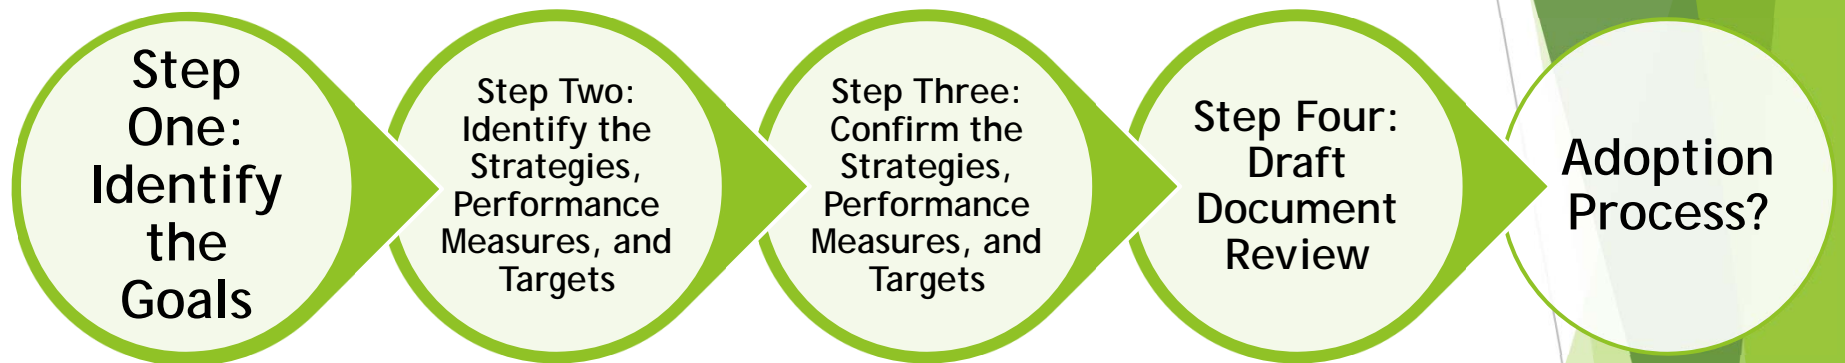 Step
One:
Identify
the
Goals
Step Two:
Identify the
Strategies,
Performance
Measures, and
Targets
Step Three:
Confirm the
Strategies,
Performance
Measures, and
Targets
Step Four:
Draft
Document
Review
Adoption
Process?